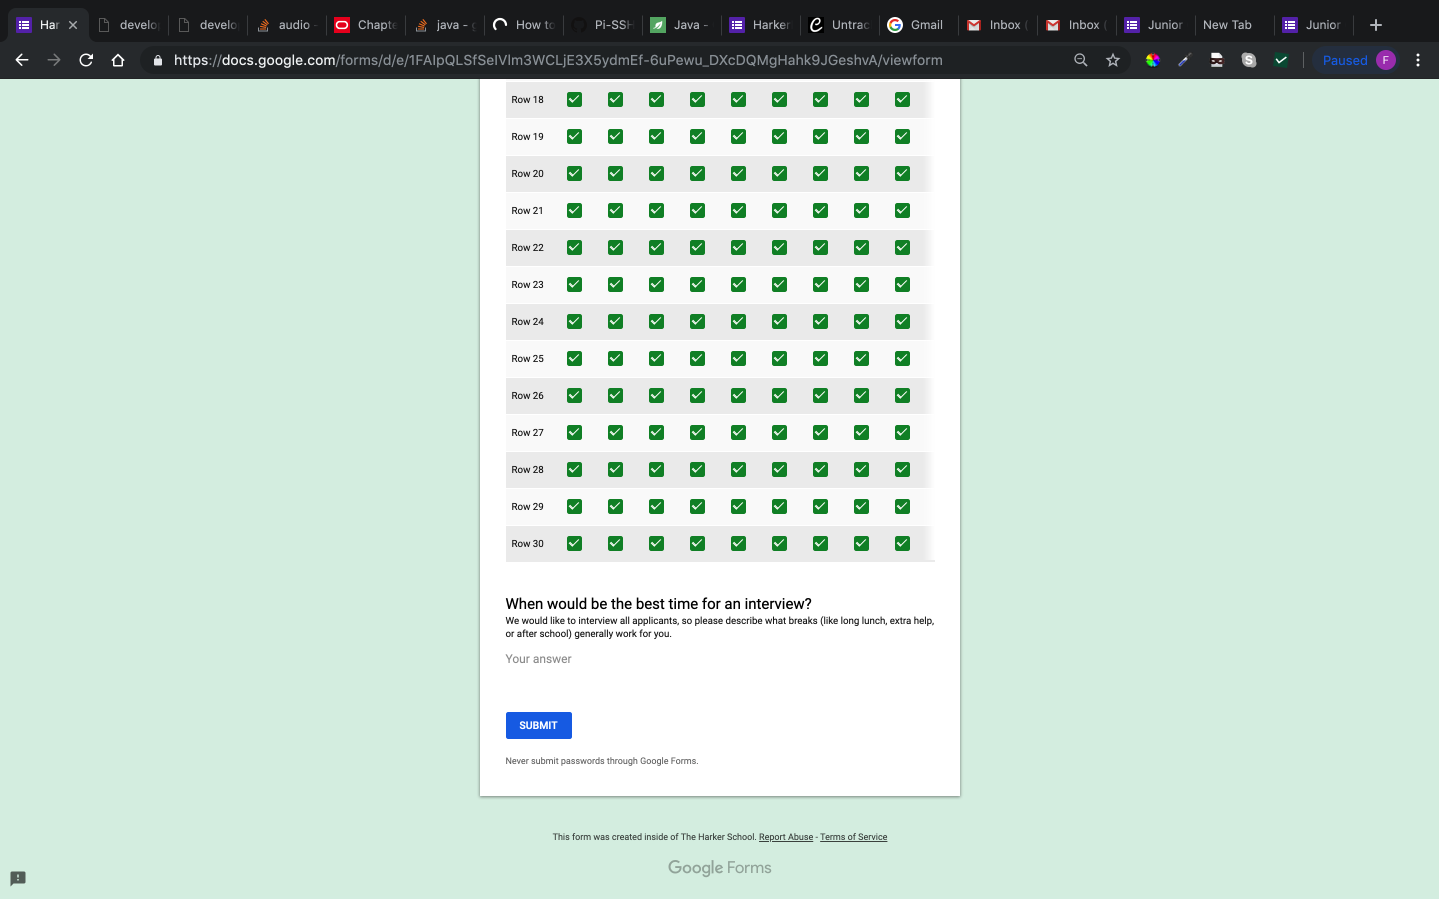 Har
develo
develo
audio -
Chapte
java - g
How to
Pi-SSH
Java -
Harker
Untrac
Gmail
Inbox (
Inbox (
Junior
New Tab
Junior
https://docs.google.com/forms/d/e/1FAIpQLSfSeIVlm3WCLjE3X5ydmEf-6uPewu_DXcDQMgHahk9JGeshvA/viewform
Paused F
Row 18
Row 19
Row 20
Row 21
Row 22
Row 23
Row 24
Row 25
Row 26
Row 27
Row 28
Row 29
Row 30
When would be the best time for an interview?
We would like to interview all applicants, so please describe what breaks (like long lunch, extra help,
or after school) generally work for you.
Your answer
SUBMIT
Never submit passwords through Google Forms.
This form was created inside of The Harker School. Report Abuse - Terms of Service
Google Forms